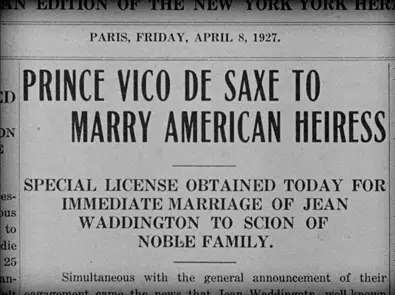 AN EDITION OF THE NEW YORK HER
PARIS, FRIDAY, APRIL 8, 1927.
PRINCE VICO DE SAXE TO
MARRY AMERICAN HEIRESS
SPECIAL LICENSE OBTAINED TODAY FOR
IMMEDIATE MARRIAGE OF JEAN
WADDINGTON TO SCION OF
NOBLE FAMILY.
Simultaneous with the general announcement of their
engagement came the news that Jean Waddington, well-known
ED
ON
E
es-
ous
to
die
25
an-